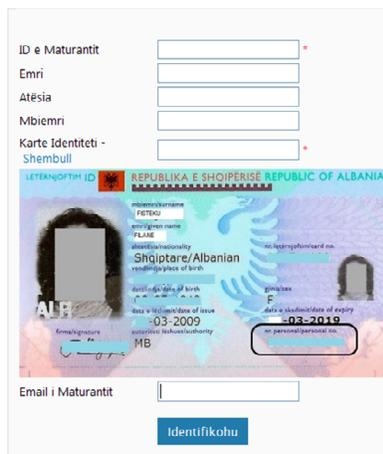 ID e Maturantit *
Emri
Atësia
Mbiemri
Karte Identiteti - *
Shembull
LETËRNJOFTIM ID REPUBLIKA E SHQIPËRISË REPUBLIC OF ALBANIA
mbiemri/surname
FISTEKU
emri/given name
FILANE
shtetësia/nationality nr.letërnjoftimi/card no.
Shqiptare/Albanian
vendlindja/place of birth
datëlindja/date of birth gjinia/sex
F
data e lëshimit/date of issue data e skadimit/date of expiry
-03-2009 -03-2019
firma/signature autoriteti lëshues/authority nr. personal/personal no.
MB
Email i Maturantit
Identifikohu